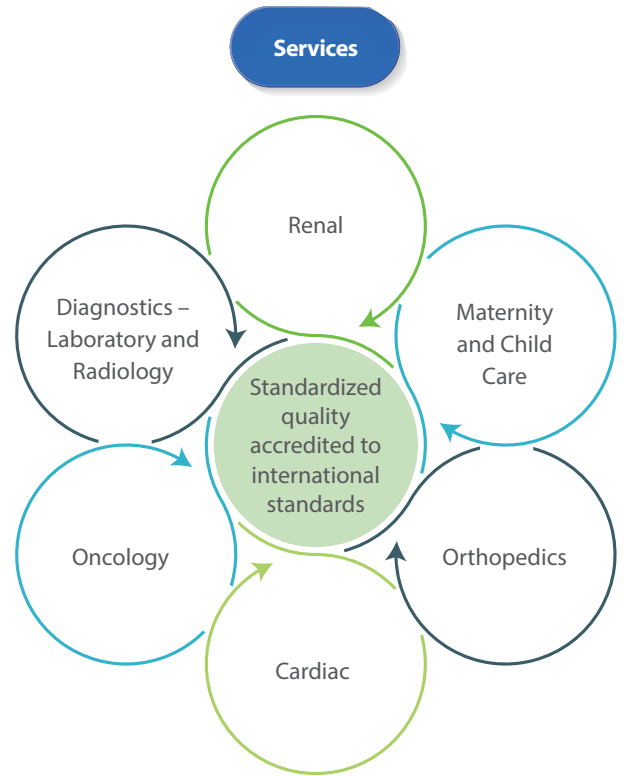 Services
Renal
Diagnostics –
Laboratory and
Radiology
Maternity
and Child
Care
Standardized
quality
accredited to
international
standards
Oncology
Orthopedics
Cardiac